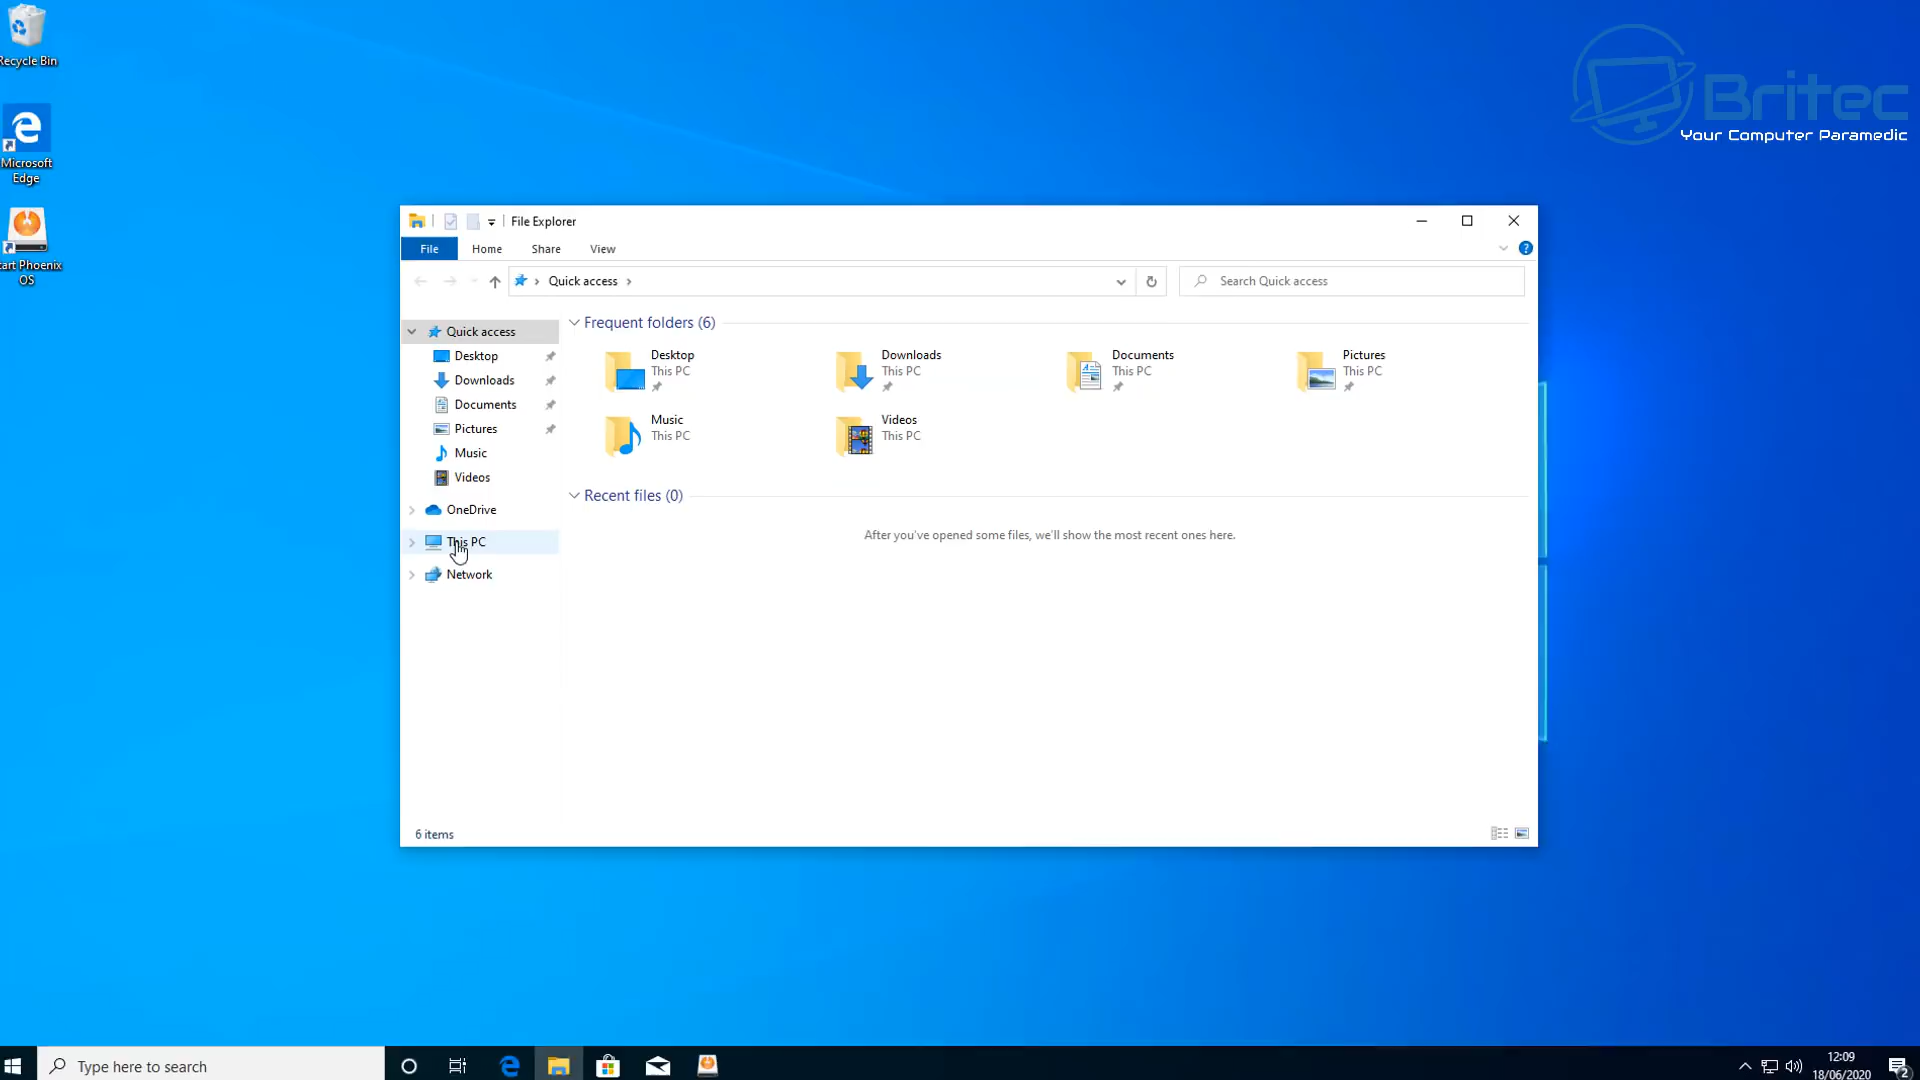 Recycle Bin
Microsoft
Edge
tart Phoenix
OS
Britec
Your Computer Paramedic
File Explorer
File
Home
Share
View
Quick access
Search Quick access
Quick access
Desktop
Downloads
Documents
Pictures
Music
Videos
OneDrive
This PC
Network
Frequent folders (6)
Desktop
This PC
Downloads
This PC
Documents
This PC
Pictures
This PC
Music
This PC
Videos
This PC
Recent files (0)
After you've opened some files, we'll show the most recent ones here.
6 items
Type here to search
12:09
18/06/2020
2